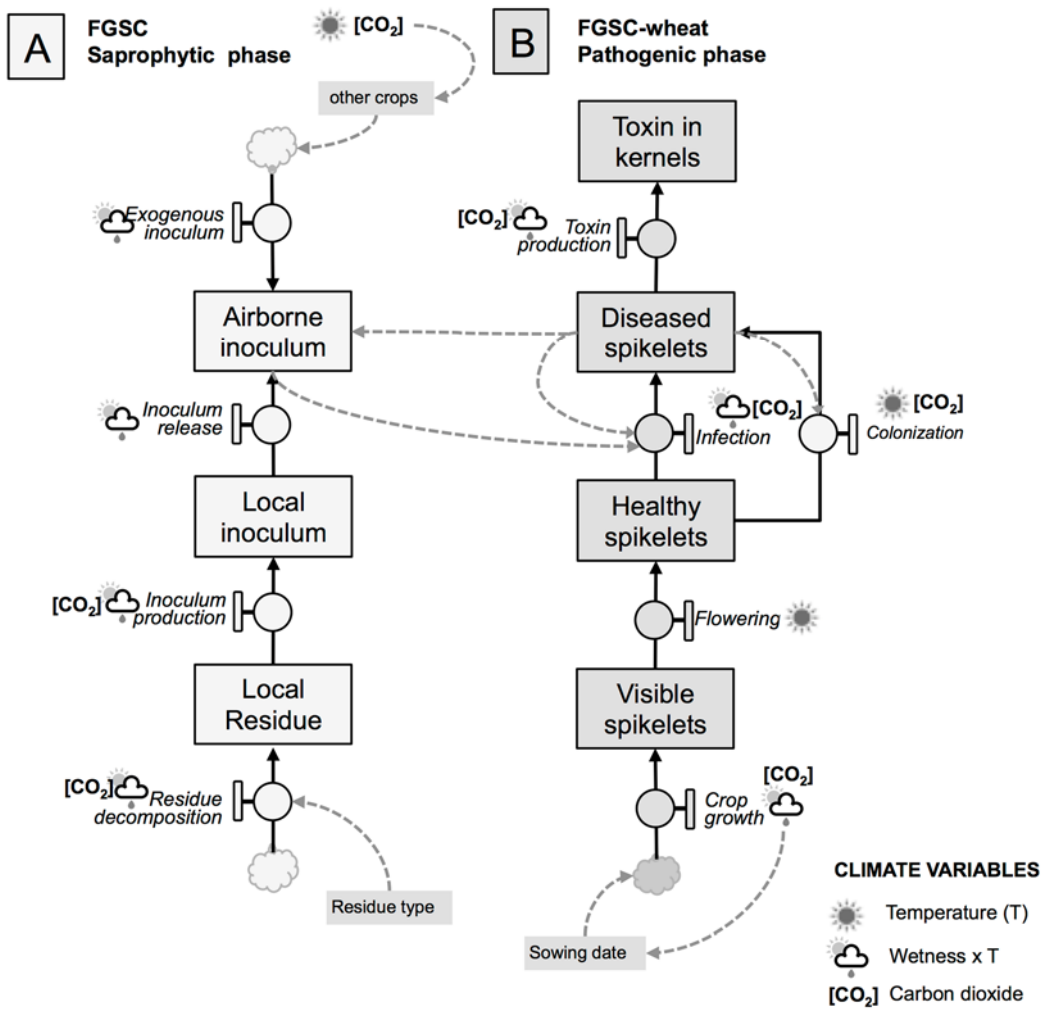 A
FGSC
Saprophytic phase
[CO2]
other crops
Exogenous
inoculum
Airborne
inoculum
Inoculum
release
Local
inoculum
[CO2]
Inoculum
production
Local
Residue
[CO2]
Residue
decomposition
Residue type
B
FGSC-wheat
Pathogenic phase
Toxin in
kernels
[CO2]
Toxin
production
Diseased
spikelets
[CO2]
Infection
[CO2]
Colonization
Healthy
spikelets
Flowering
Visible
spikelets
[CO2]
Crop
growth
Sowing date
CLIMATE VARIABLES
Temperature (T)
Wetness x T
[CO2] Carbon dioxide